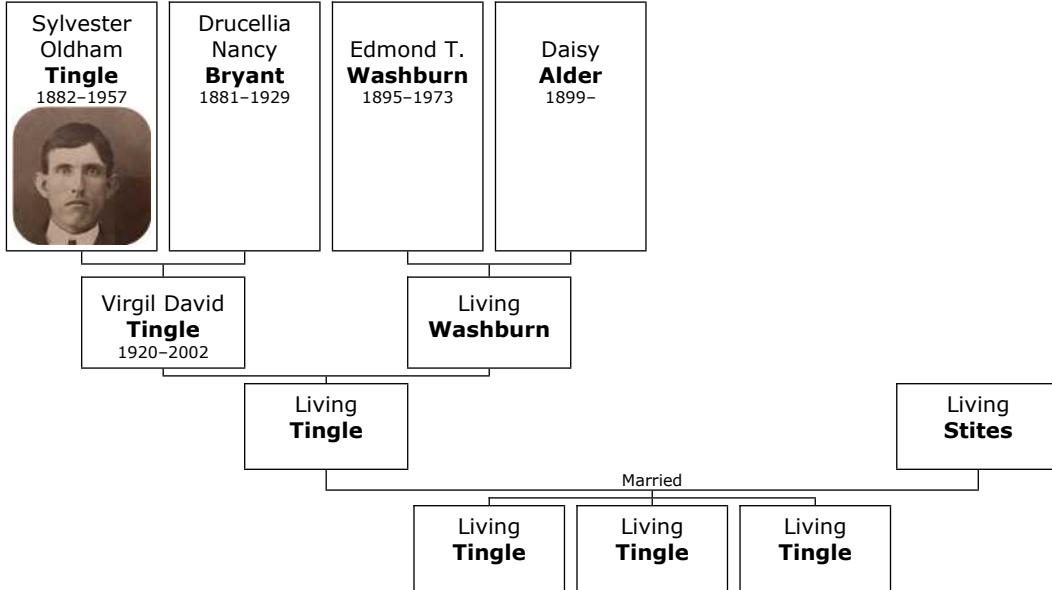 Sylvester
Oldham
Tingle
1882–1957
Drucellia
Nancy
Bryant
1881–1929
Edmond T.
Washburn
1895–1973
Daisy
Alder
1899–
Virgil David
Tingle
1920–2002
Living
Washburn
Living
Tingle
Living
Stites
Married
Living
Tingle
Living
Tingle
Living
Tingle